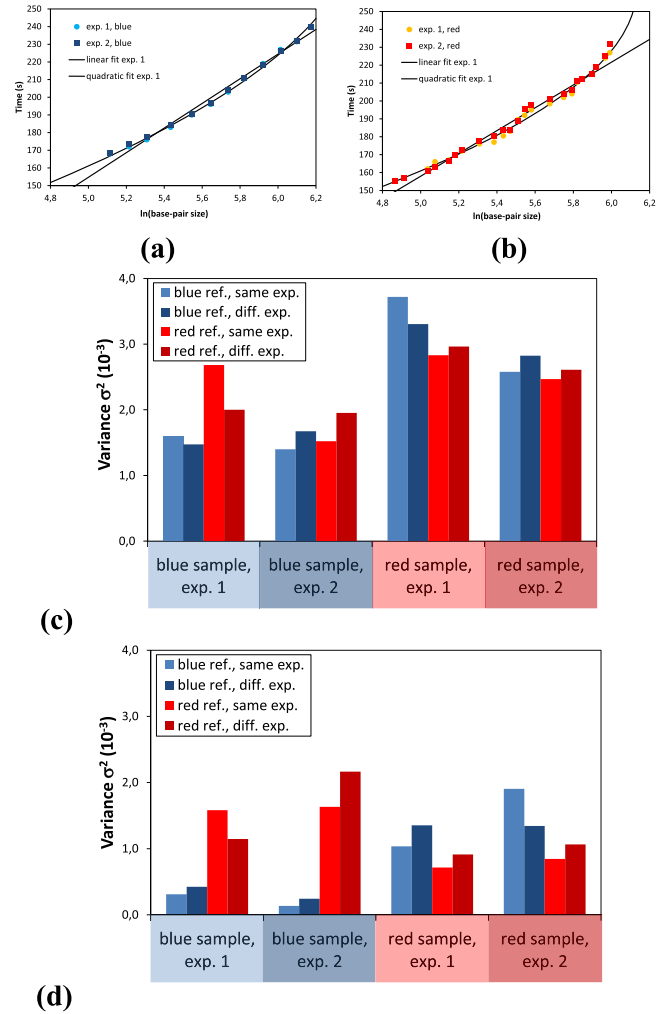 250
240
230
220
210
200
190
180
170
160
150
Time (s)
exp. 1, blue
exp. 2, blue
linear fit exp. 1
quadratic fit exp. 1
4,8 5,0 5,2 5,4 5,6 5,8 6,0 6,2
ln(base-pair size)
(a)
250
240
230
220
210
200
190
180
170
160
150
Time (s)
exp. 1, red
exp. 2, red
linear fit exp. 1
quadratic fit exp. 1
4,8 5,0 5,2 5,4 5,6 5,8 6,0 6,2
ln(base-pair size)
(b)
4,0
3,0
2,0
1,0
0,0
Variance σ² (10⁻³)
blue ref., same exp.
blue ref., diff. exp.
red ref., same exp.
red ref., diff. exp.
blue sample, exp. 1
blue sample, exp. 2
red sample, exp. 1
red sample, exp. 2
(c)
4,0
3,0
2,0
1,0
0,0
Variance σ² (10⁻³)
blue ref., same exp.
blue ref., diff. exp.
red ref., same exp.
red ref., diff. exp.
blue sample, exp. 1
blue sample, exp. 2
red sample, exp. 1
red sample, exp. 2
(d)